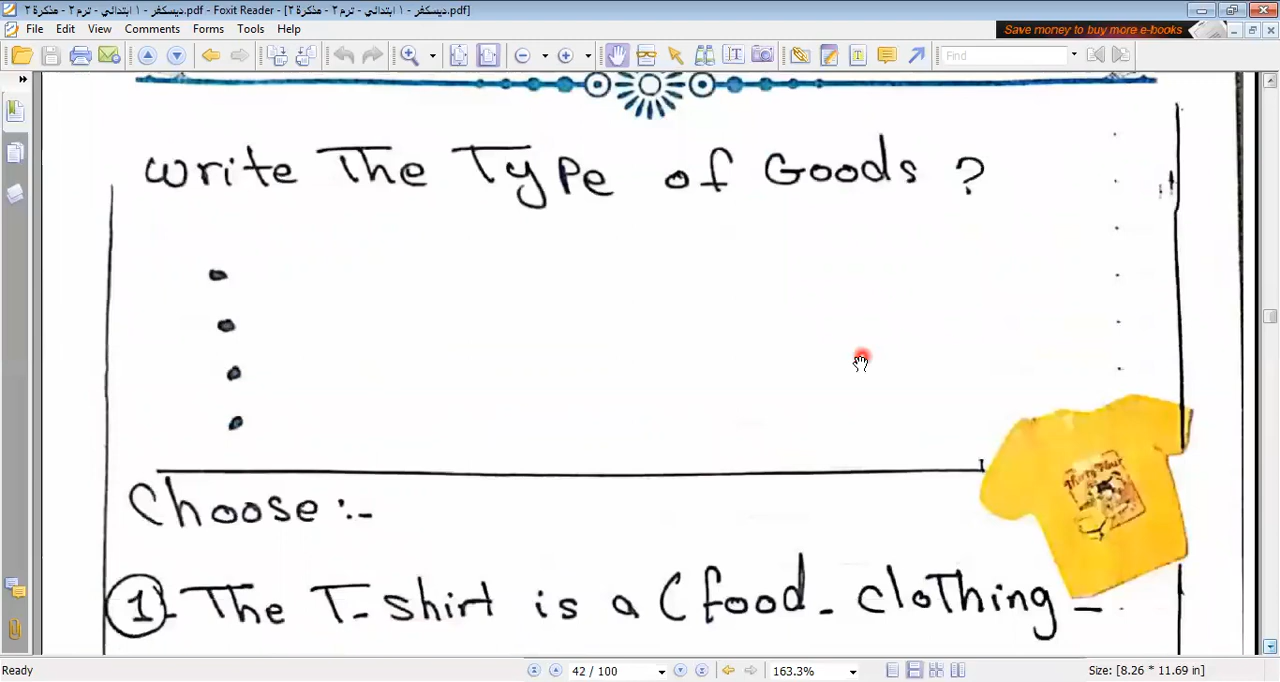 ديسكفر - ١ ابتدائي - ترم ٢ - مذكرة ٢.pdf - Foxit Reader - [ديسكفر - ١ ابتدائي - ترم ٢ - مذكرة ٢.pdf]
File Edit View Comments Forms Tools Help
Save money to buy more e-books
Find
Write The Type of Goods ?
Choose :-
1 - The T-shirt is a (food - clothing -
Ready
42 / 100
163.3%
Size: [8.26 * 11.69 in]